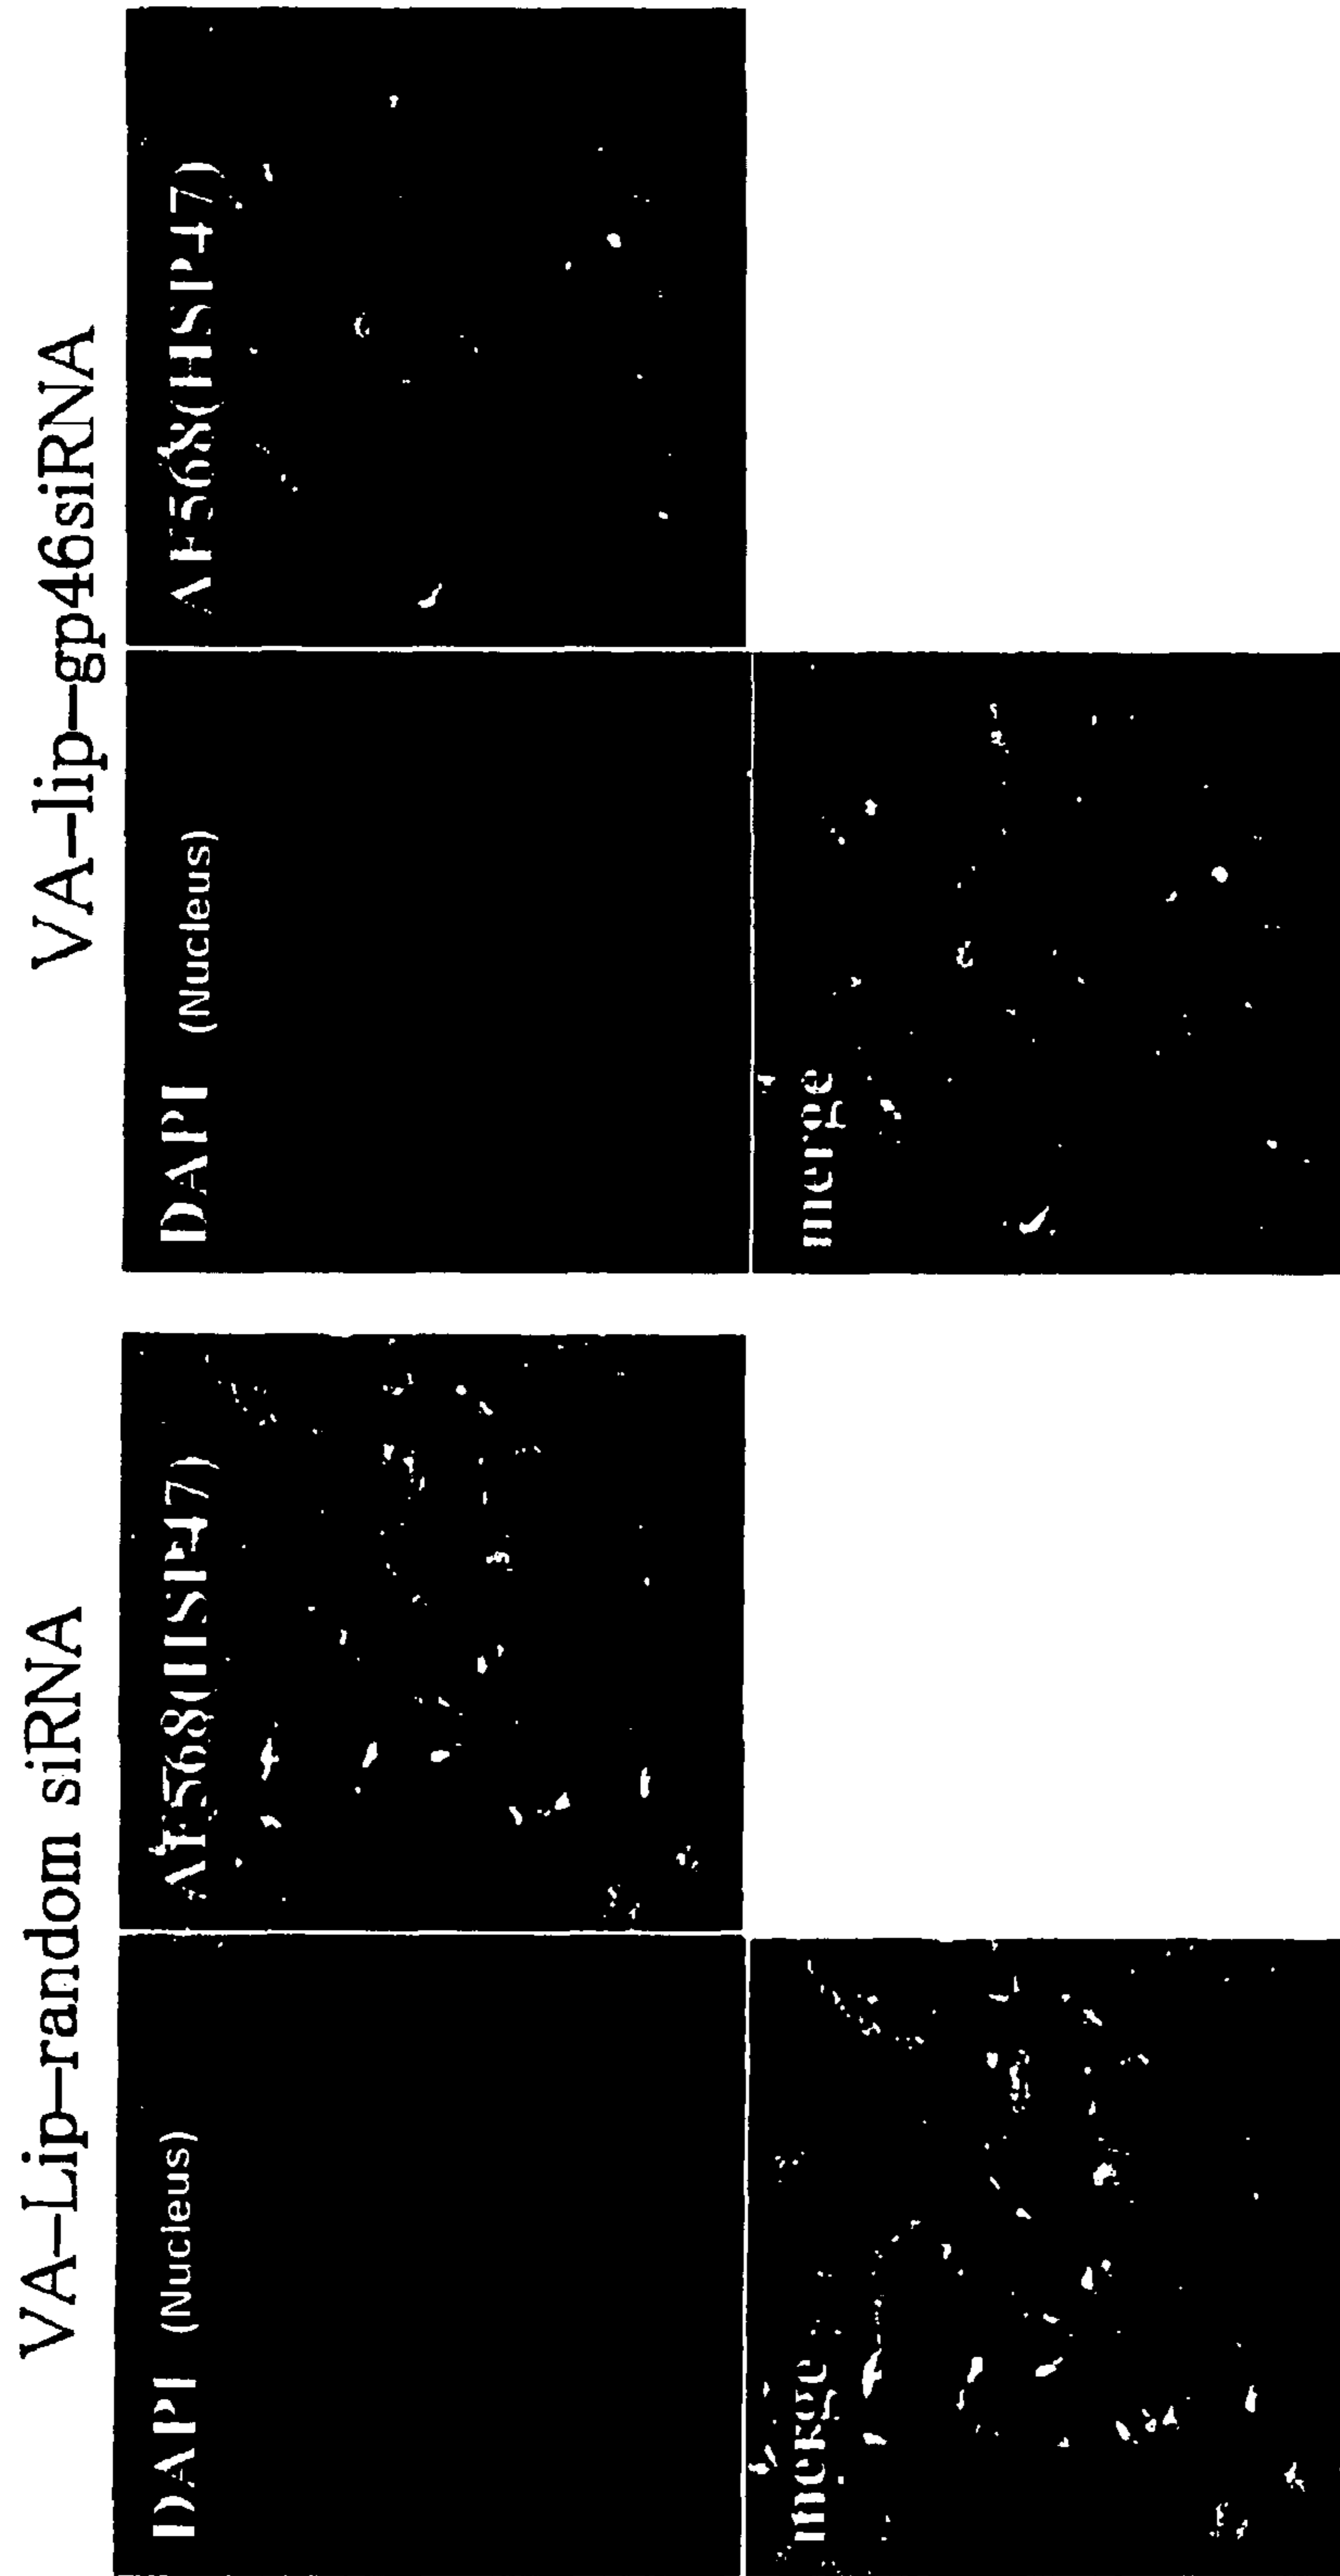 VA-Lip-random siRNA
DAPI (Nucleus)
AF568(HSP47)
merge
VA-lip-gp46siRNA
DAPI (Nucleus)
AF568(HSP47)
merge